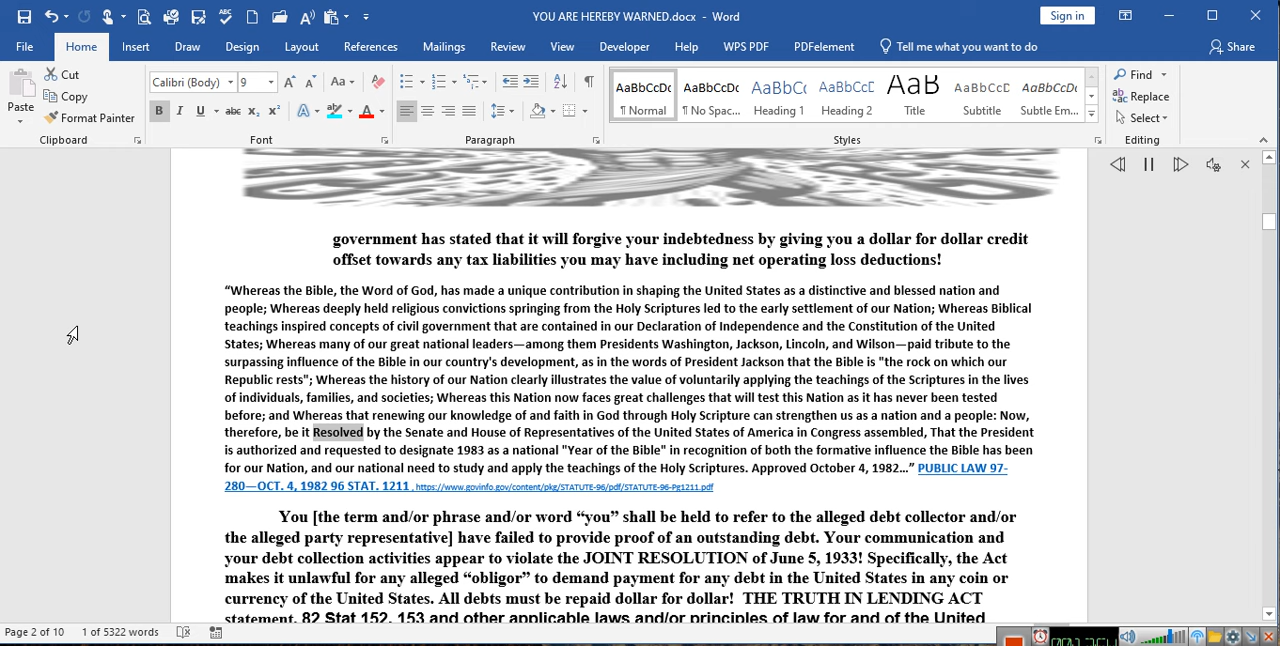 YOU ARE HEREBY WARNED.docx - Word
Sign in
File Home Insert Draw Design Layout References Mailings Review View Developer Help WPS PDF PDFelement Tell me what you want to do Share
Paste
Cut
Copy
Format Painter
Calibri (Body) 9
AaBbCcDc AaBbCcDc AaBbCc AaBbCcE AaB AaBbCcD AaBbCcDc
¶ Normal ¶ No Spac... Heading 1 Heading 2 Title Subtitle Subtle Em...
Find
Replace
Select
Clipboard Font Paragraph Styles Editing
government has stated that it will forgive your indebtedness by giving you a dollar for dollar credit
offset towards any tax liabilities you may have including net operating loss deductions!
“Whereas the Bible, the Word of God, has made a unique contribution in shaping the United States as a distinctive and blessed nation and
people; Whereas deeply held religious convictions springing from the Holy Scriptures led to the early settlement of our Nation; Whereas Biblical
teachings inspired concepts of civil government that are contained in our Declaration of Independence and the Constitution of the United
States; Whereas many of our great national leaders—among them Presidents Washington, Jackson, Lincoln, and Wilson—paid tribute to the
surpassing influence of the Bible in our country's development, as in the words of President Jackson that the Bible is "the rock on which our
Republic rests"; Whereas the history of our Nation clearly illustrates the value of voluntarily applying the teachings of the Scriptures in the lives
of individuals, families, and societies; Whereas this Nation now faces great challenges that will test this Nation as it has never been tested
before; and Whereas that renewing our knowledge of and faith in God through Holy Scripture can strengthen us as a nation and a people: Now,
therefore, be it Resolved by the Senate and House of Representatives of the United States of America in Congress assembled, That the President
is authorized and requested to designate 1983 as a national "Year of the Bible" in recognition of both the formative influence the Bible has been
for our Nation, and our national need to study and apply the teachings of the Holy Scriptures. Approved October 4, 1982…” PUBLIC LAW 97-
280—OCT. 4, 1982 96 STAT. 1211 , https://www.govinfo.gov/content/pkg/STATUTE-96/pdf/STATUTE-96-Pg1211.pdf
You [the term and/or phrase and/or word “you” shall be held to refer to the alleged debt collector and/or
the alleged party representative] have failed to provide proof of an outstanding debt. Your communication and
your debt collection activities appear to violate the JOINT RESOLUTION of June 5, 1933! Specifically, the Act
makes it unlawful for any alleged “obligor” to demand payment for any debt in the United States in any coin or
currency of the United States. All debts must be repaid dollar for dollar! THE TRUTH IN LENDING ACT
statement, 82 Stat 152, 153 and other applicable laws and/or principles of law for and of the United
Page 2 of 10 1 of 5322 words